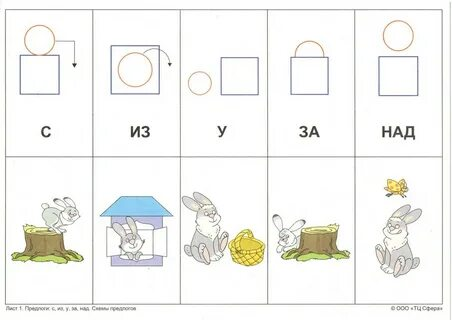 С
ИЗ
У
ЗА
НАД
Лист 1. Предлоги: с, из, у, за, над. Схемы предлогов
© ООО «ТЦ Сфера»